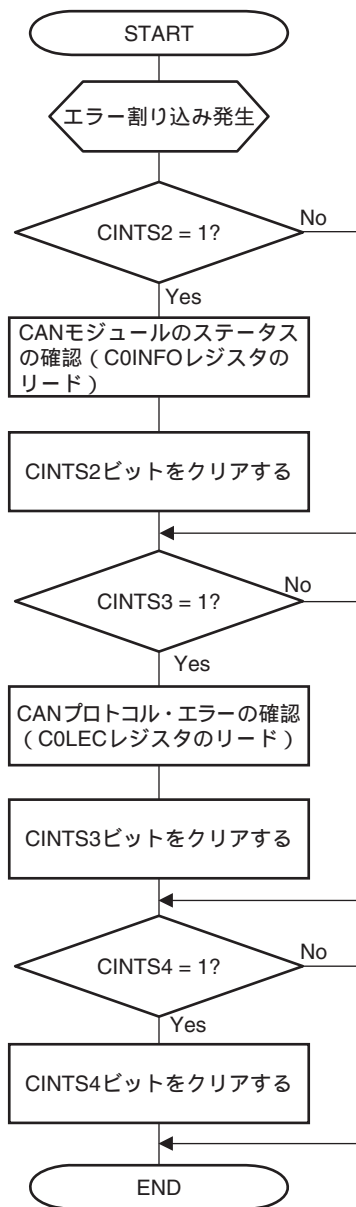 START
エラー割り込み発生
CINTS2 = 1?
No
Yes
CANモジュールのステータス
の確認（C0INFOレジスタの
リード）
CINTS2ビットをクリアする
CINTS3 = 1?
No
Yes
CANプロトコル・エラーの確認
（C0LECレジスタのリード）
CINTS3ビットをクリアする
CINTS4 = 1?
No
Yes
CINTS4ビットをクリアする
END